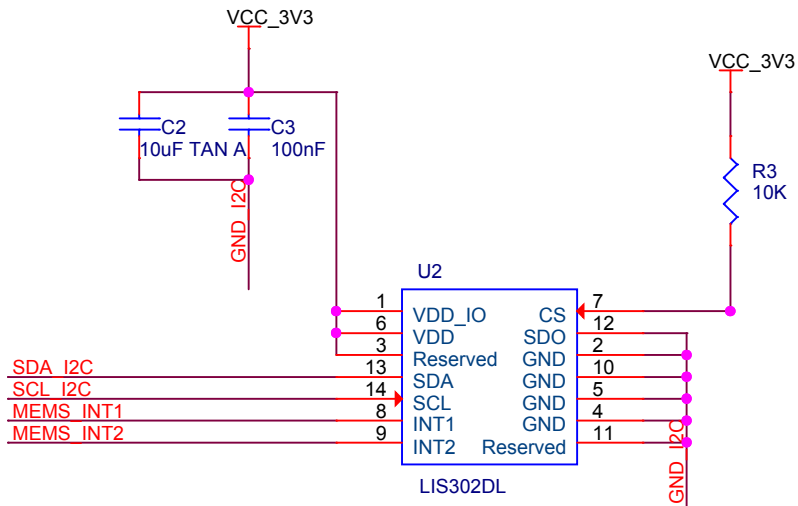 VCC_3V3
VCC_3V3
C2
C3
10uF TAN A
100nF
R3
10K
GND_I2C
U2
1
VDD_IO
CS
7
6
VDD
SDO
12
3
Reserved
GND
2
SDA_I2C
13
SDA
GND
10
SCL_I2C
14
SCL
GND
5
MEMS_INT1
8
INT1
GND
4
MEMS_INT2
9
INT2
Reserved
11
GND_I2C
LIS302DL